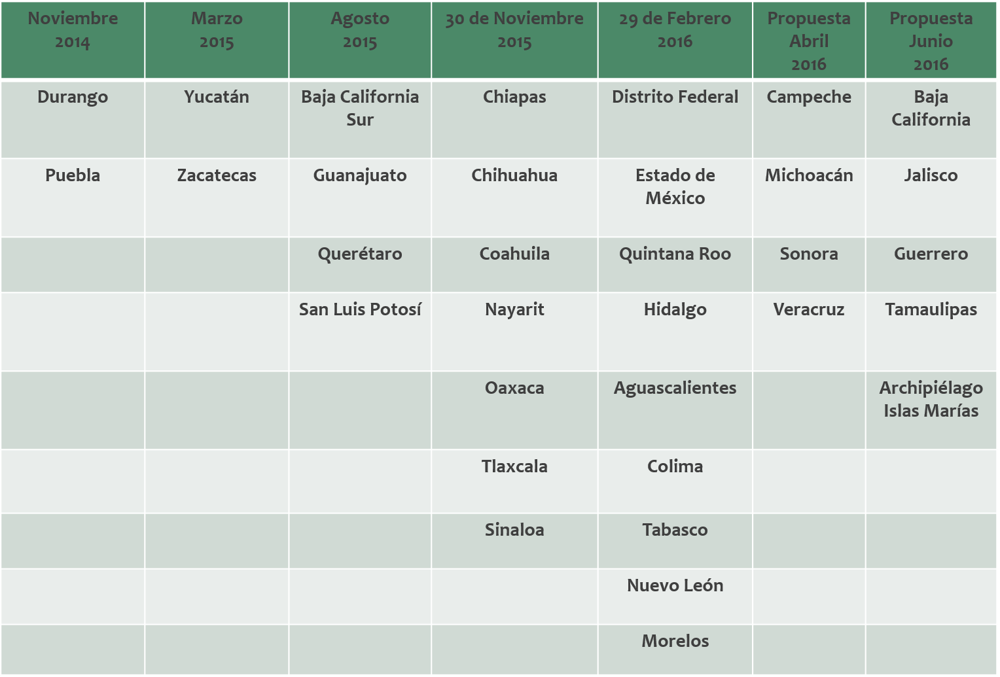 Noviembre
2014
Marzo
2015
Agosto
2015
30 de Noviembre
2015
29 de Febrero
2016
Propuesta
Abril
2016
Propuesta
Junio
2016
Durango
Yucatán
Baja California
Sur
Chiapas
Distrito Federal
Campeche
Baja
California
Puebla
Zacatecas
Guanajuato
Chihuahua
Estado de
México
Michoacán
Jalisco
Querétaro
Coahuila
Quintana Roo
Sonora
Guerrero
San Luis Potosí
Nayarit
Hidalgo
Veracruz
Tamaulipas
Oaxaca
Aguascalientes
Archipiélago
Islas Marías
Tlaxcala
Colima
Sinaloa
Tabasco
Nuevo León
Morelos